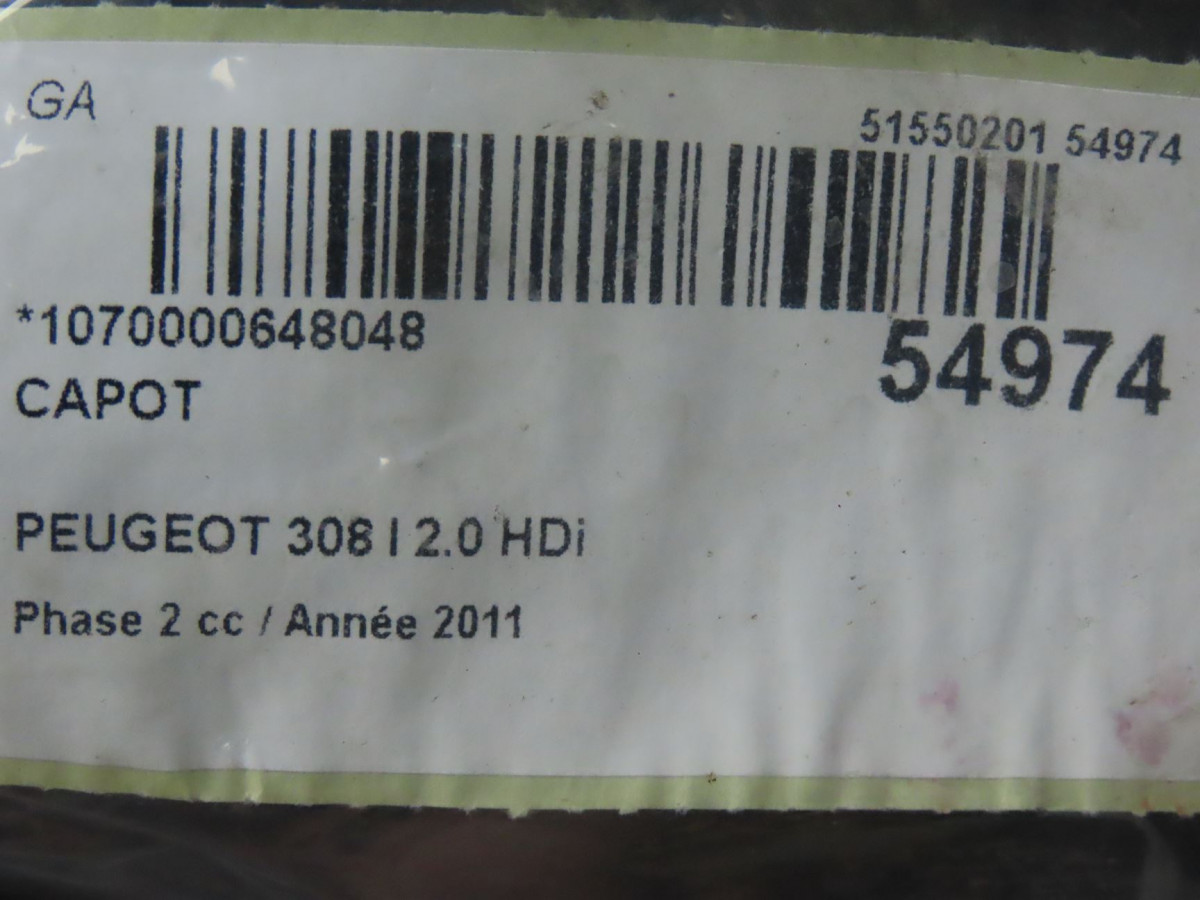 GA
51550201 54974
*1070000648048
54974
CAPOT
PEUGEOT 308 I 2.0 HDi
Phase 2 cc / Année 2011